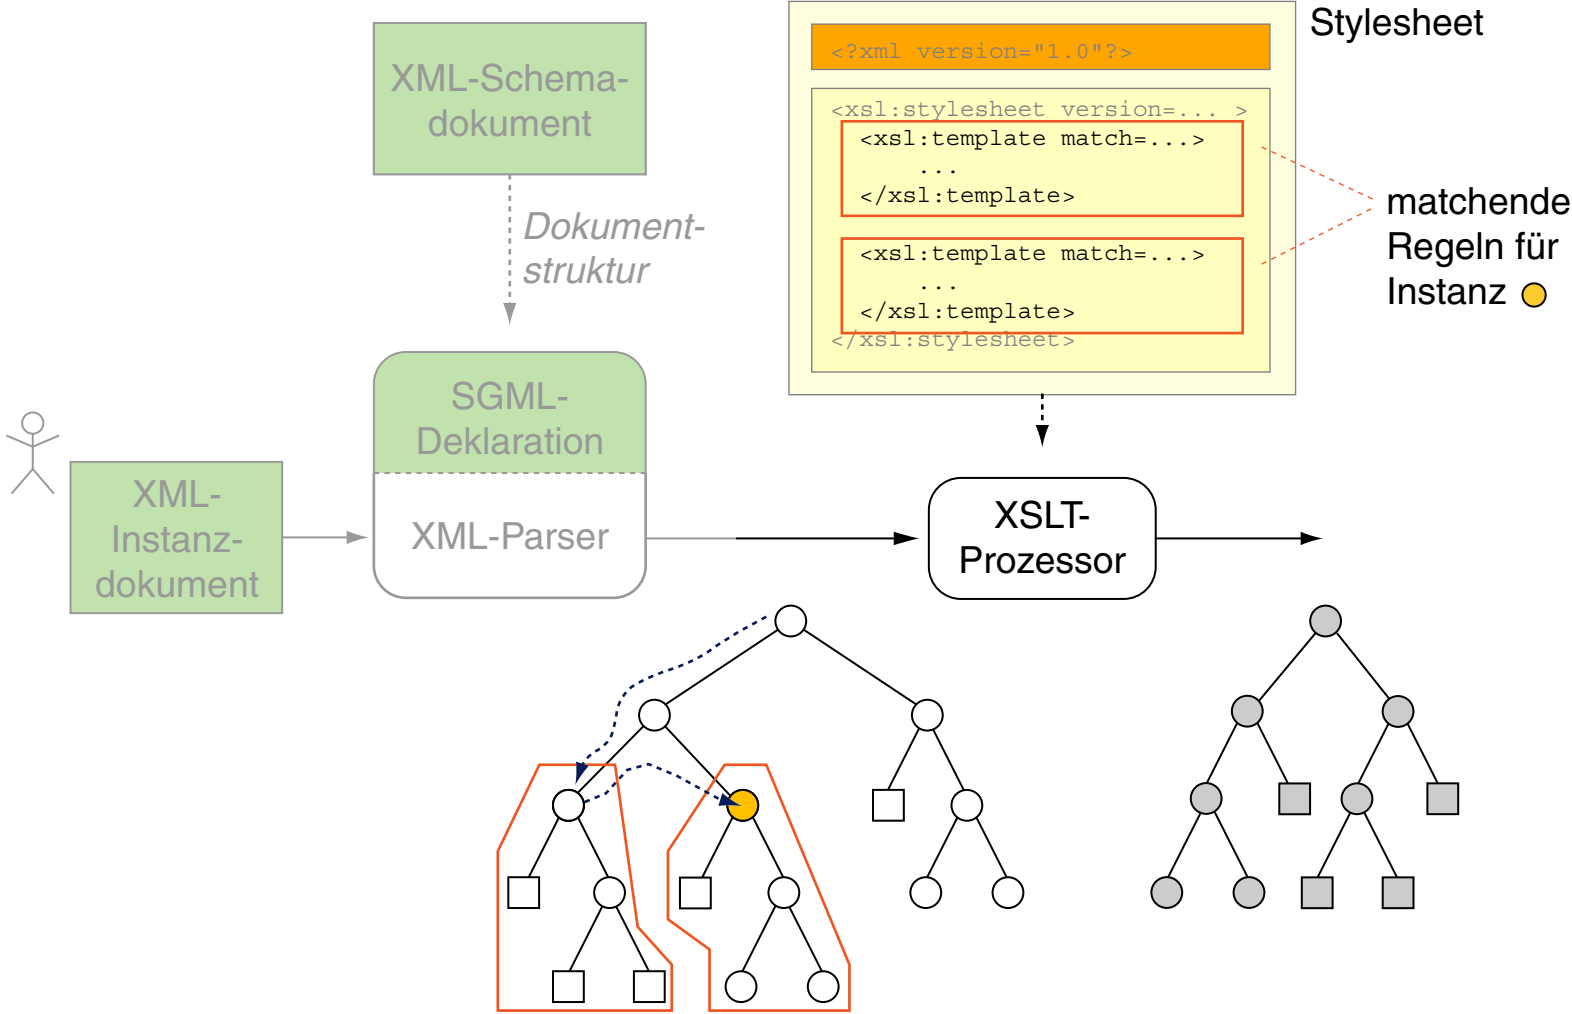 Stylesheet
<?xml version="1.0"?>
<xsl:stylesheet version=... >
<xsl:template match=...>
...
</xsl:template>
<xsl:template match=...>
...
</xsl:template>
</xsl:stylesheet>
matchende
Regeln für
Instanz
XML-Schema-
dokument
Dokument-
struktur
SGML-
Deklaration
XML-Parser
XML-
Instanz-
dokument
XSLT-
Prozessor